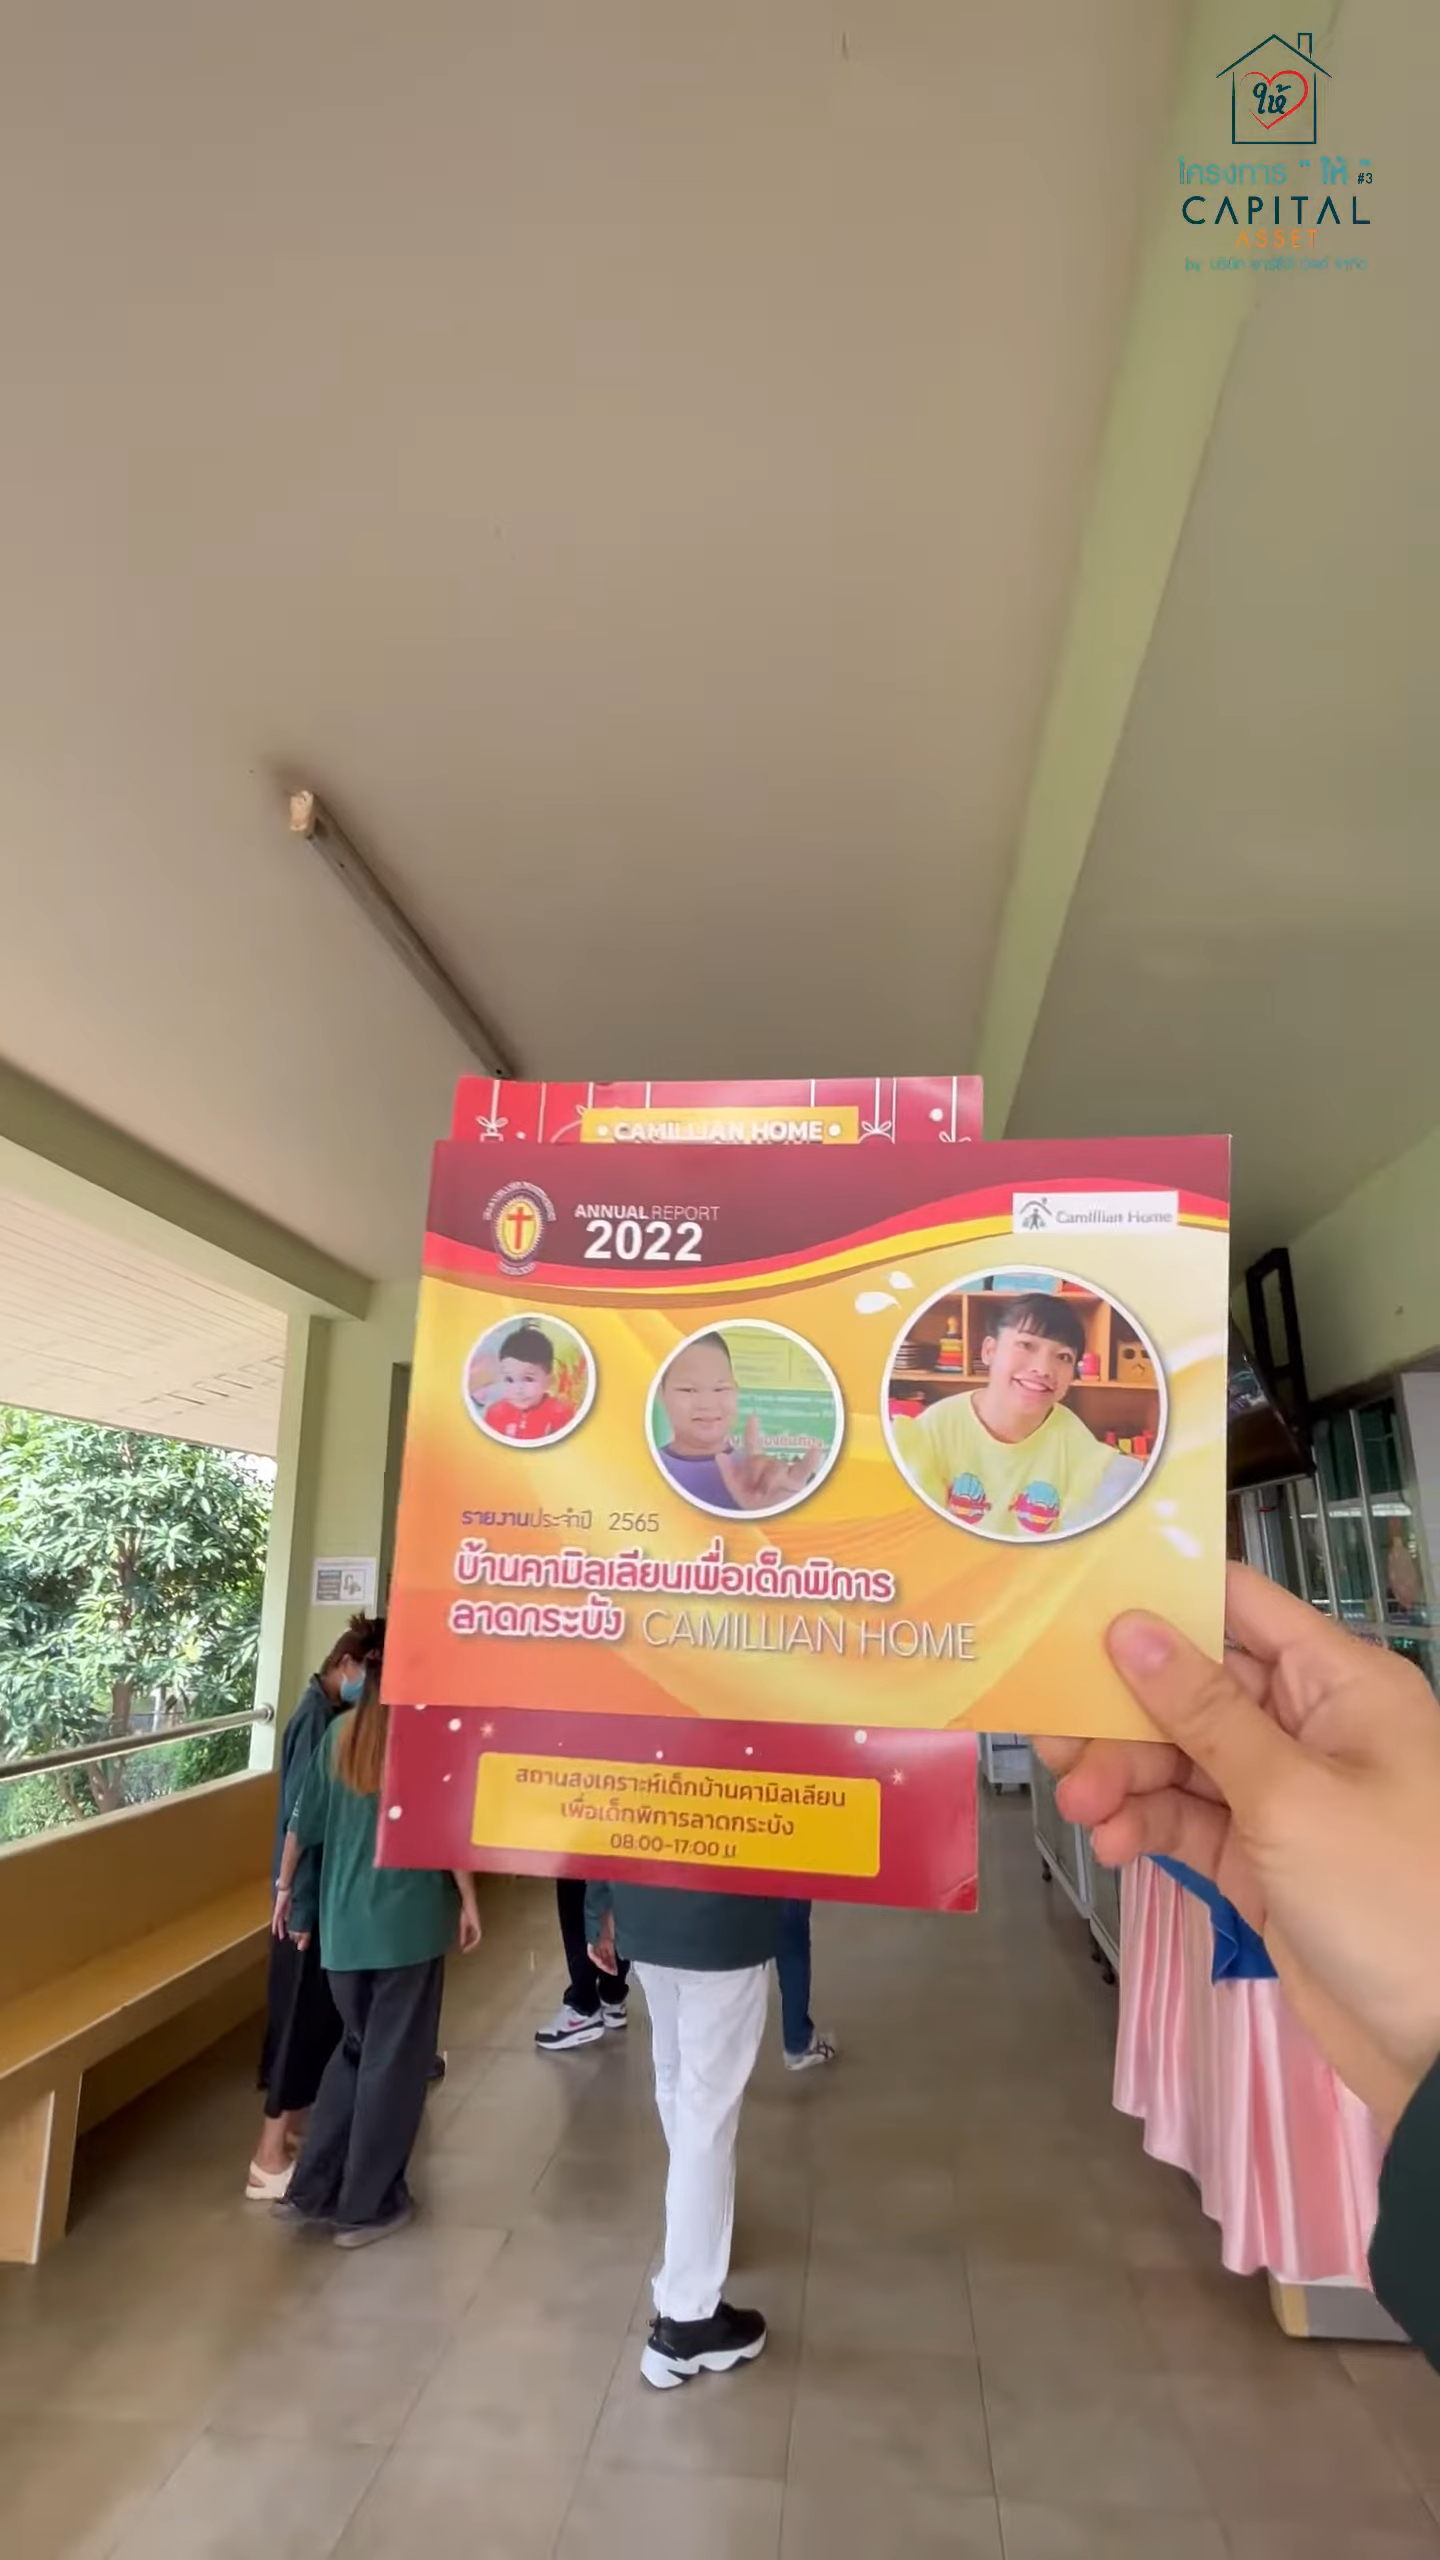 ให้
โครงการ " ให้ " #3
CAPITAL
ASSET
by บริษัท
• CAMILLIAN HOME •
ANNUAL REPORT
2022
Camillian Home
รายงานประจำปี 2565
บ้านคามิลเลียนเพื่อเด็กพิการ
ลาดกระบัง CAMILLIAN HOME
สถานสงเคราะห์เด็กบ้านคามิลเลียน
เพื่อเด็กพิการลาดกระบัง
08:00-17:00 น.